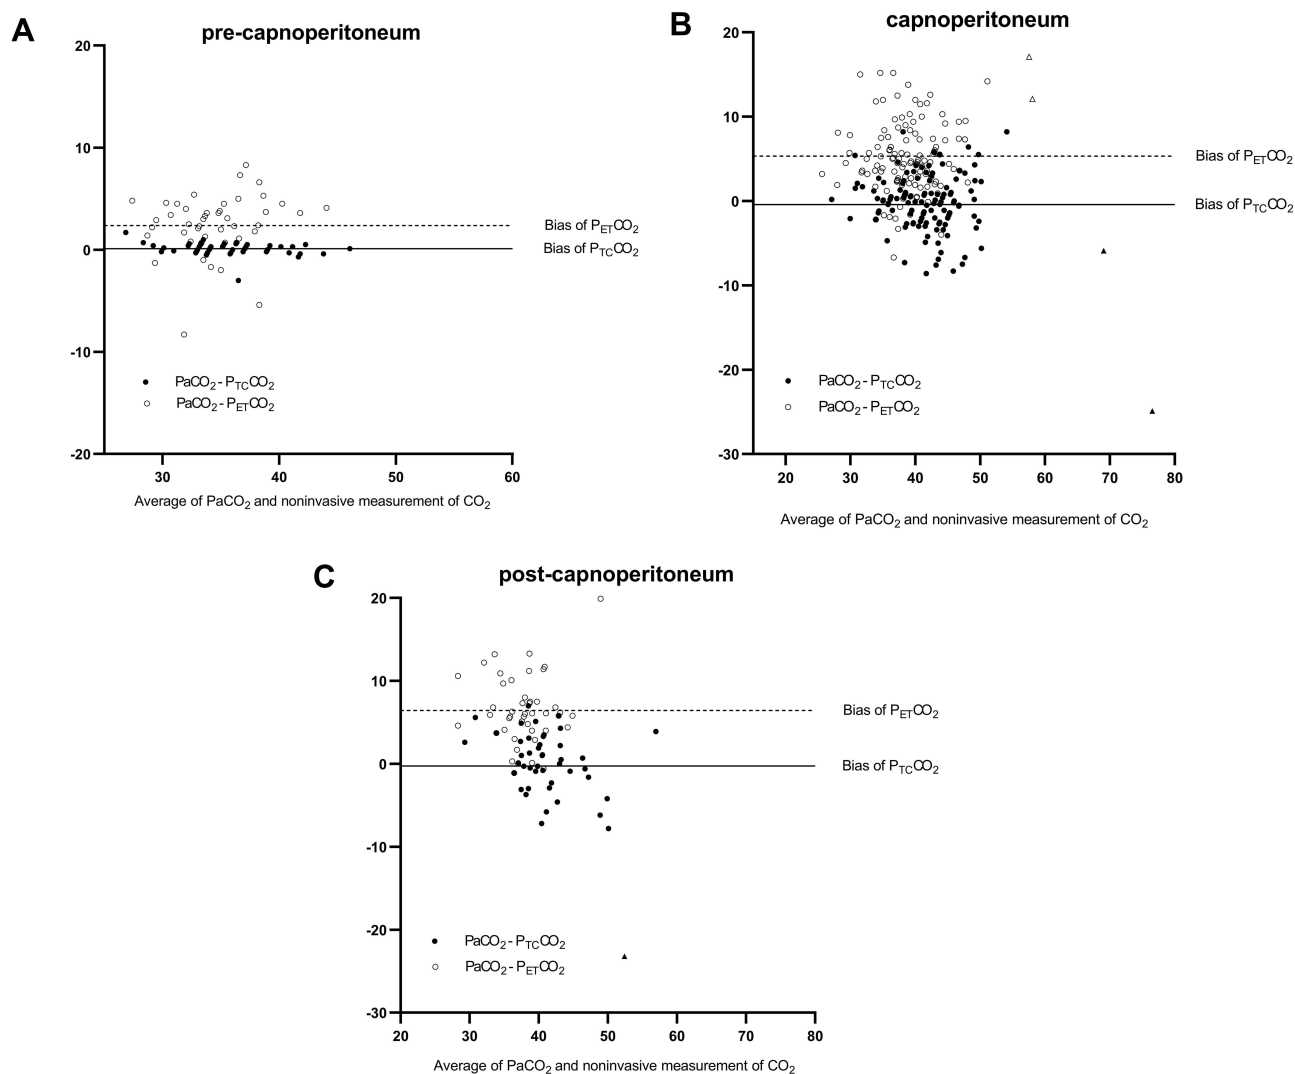 A
pre-capnoperitoneum
20
10
0
-10
-20
30
40
50
60
Bias of PETCO2
Bias of PTCCO2
PaCO2 - PTCCO2
PaCO2 - PETCO2
Average of PaCO2 and noninvasive measurement of CO2
B
capnoperitoneum
20
10
0
-10
-20
-30
20
30
40
50
60
70
80
Bias of PETCO2
Bias of PTCCO2
PaCO2 - PTCCO2
PaCO2 - PETCO2
Average of PaCO2 and noninvasive measurement of CO2
C
post-capnoperitoneum
20
10
0
-10
-20
-30
20
30
40
50
60
70
80
Bias of PETCO2
Bias of PTCCO2
PaCO2 - PTCCO2
PaCO2 - PETCO2
Average of PaCO2 and noninvasive measurement of CO2